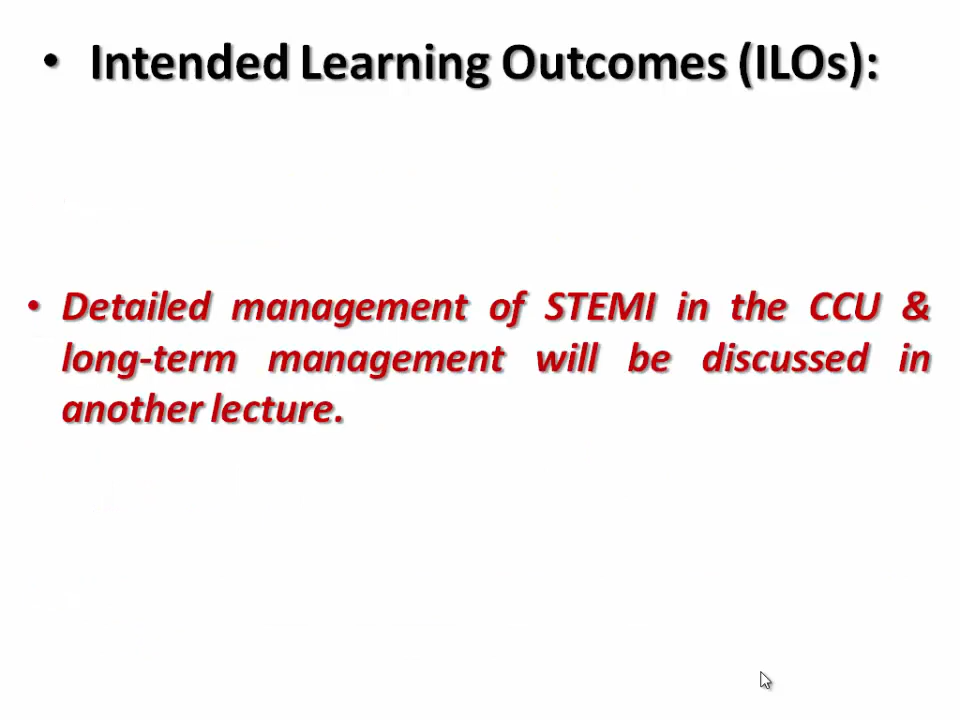 • Intended Learning Outcomes (ILOs):
• Detailed management of STEMI in the CCU &
long-term management will be discussed in
another lecture.